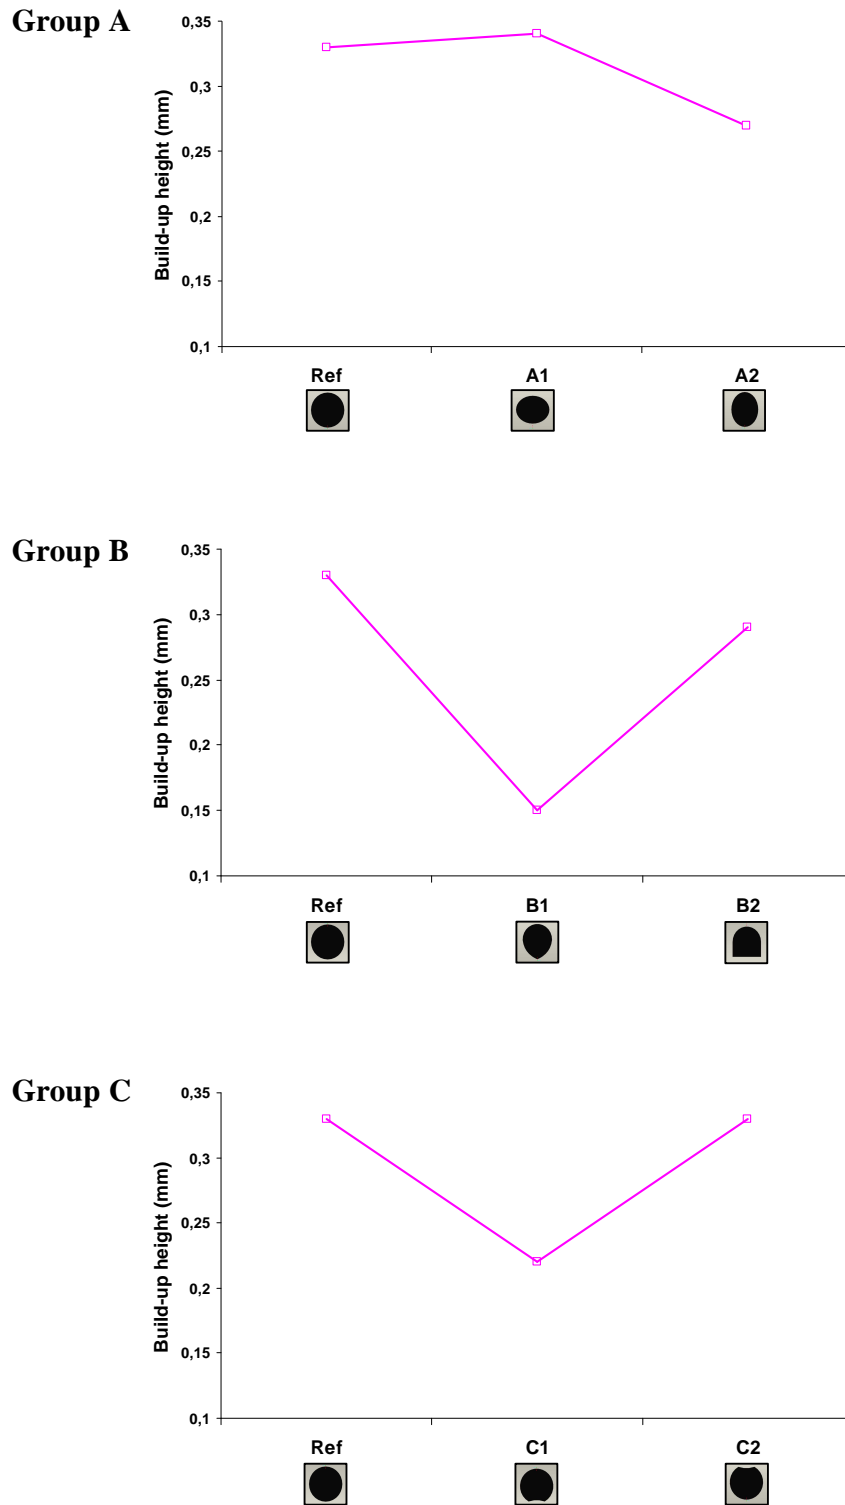 Group A
Build-up height (mm)
0,35
0,3
0,25
0,2
0,15
0,1
Ref A1 A2
Group B
Build-up height (mm)
0,35
0,3
0,25
0,2
0,15
0,1
Ref B1 B2
Group C
Build-up height (mm)
0,35
0,3
0,25
0,2
0,15
0,1
Ref C1 C2